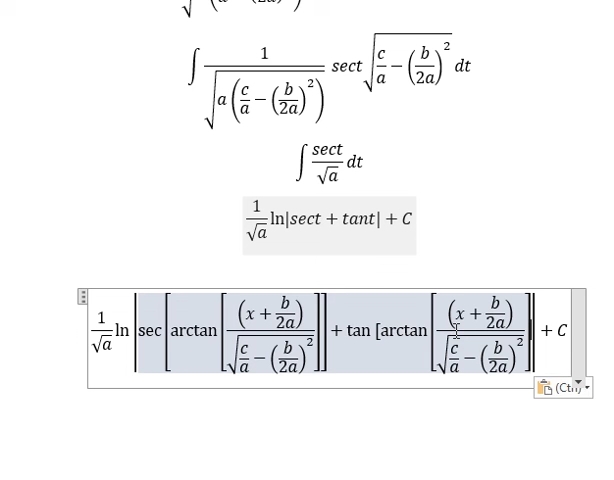 √ (a (2a) )
∫ 1/√(a(c/a − (b/2a)²)) sect √(c/a − (b/2a)²) dt
∫ sect/√a dt
1/√a ln|sect + tant| + C
1/√a ln |sec [arctan [(x + b/2a)/√(c/a − (b/2a)²)]] + tan [arctan [(x + b/2a)/√(c/a − (b/2a)²)]| + C
(Ctrl)